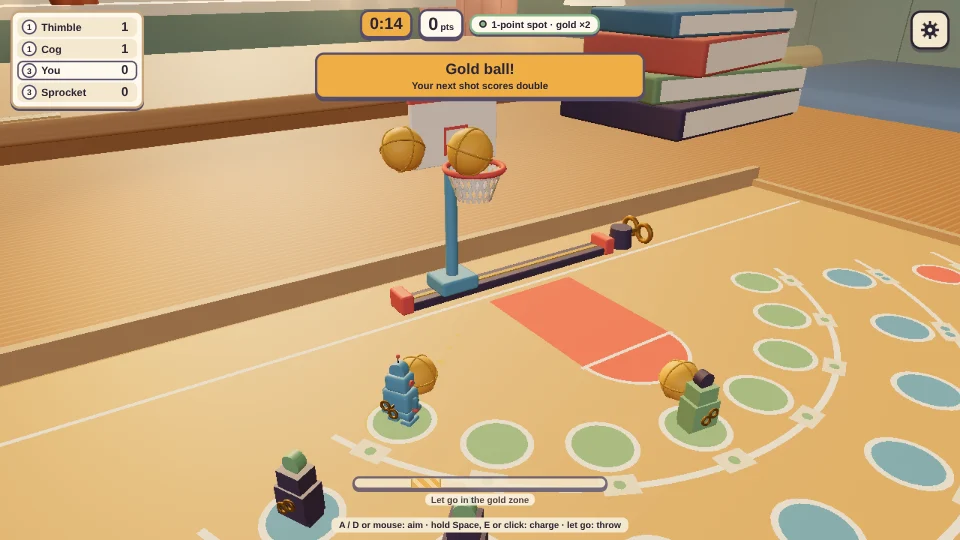 1 Thimble 1
1 Cog 1
3 You 0
3 Sprocket 0
0:14
0 pts
1-point spot · gold ×2
Gold ball!
Your next shot scores double
Let go in the gold zone
A / D or mouse: aim · hold Space, E or click: charge · let go: throw